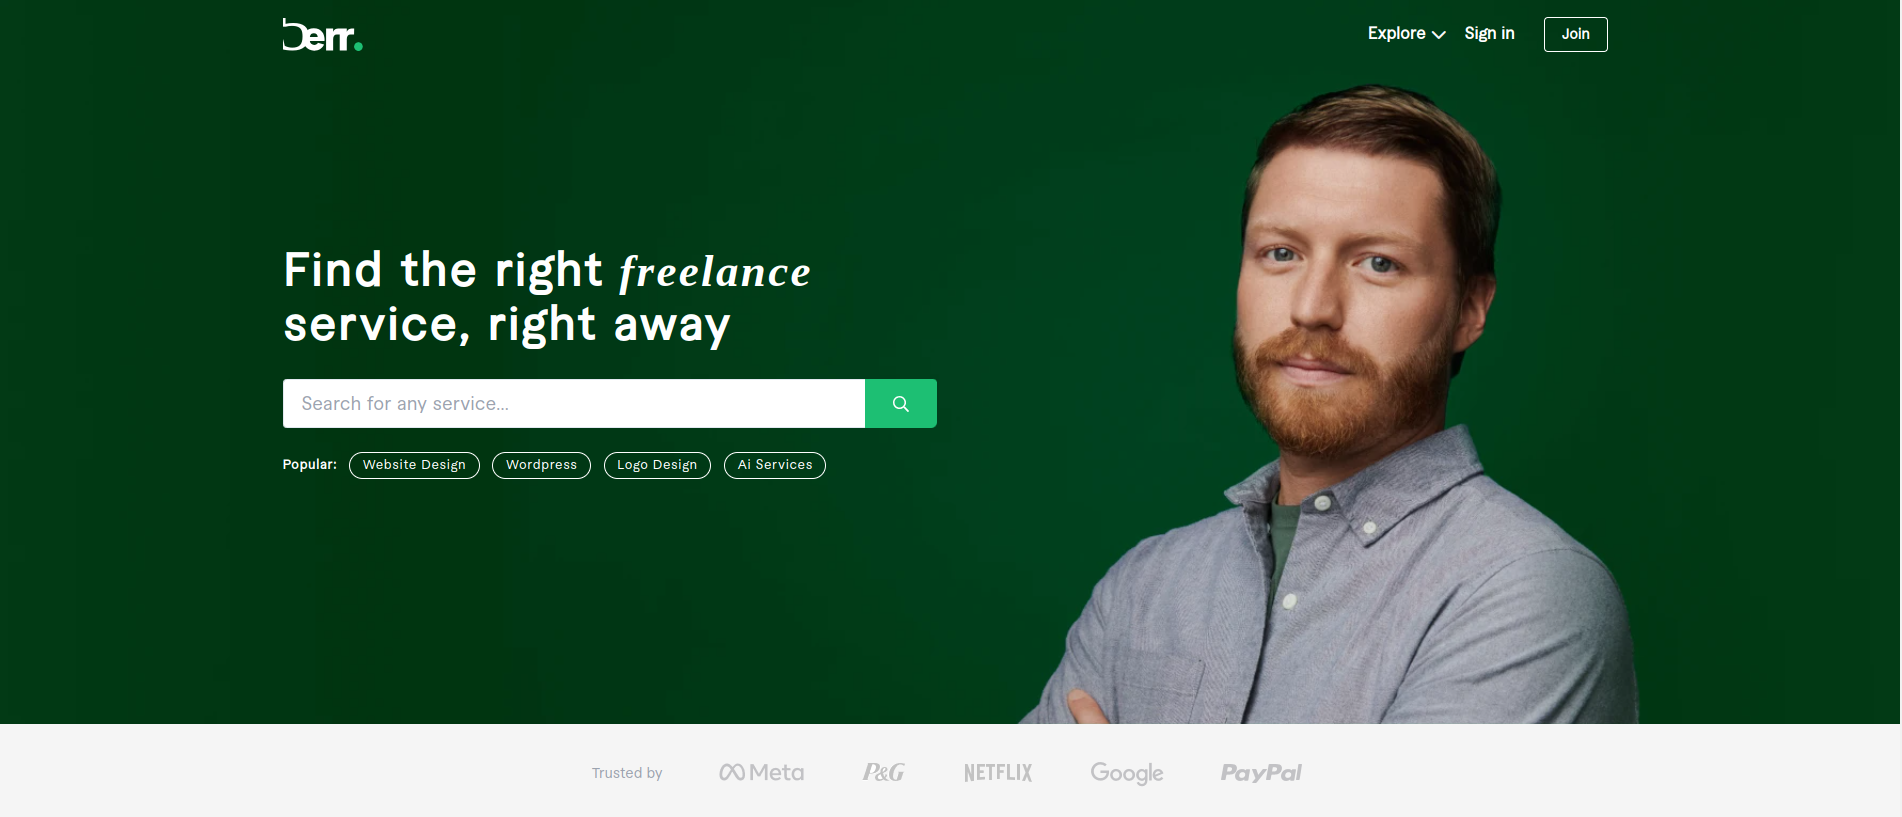 Ɔerr.
Explore
Sign in
Join
Find the right freelance
service, right away
Search for any service...
Popular:
Website Design
Wordpress
Logo Design
Ai Services
Trusted by
Meta
P&G
NETFLIX
Google
PayPal